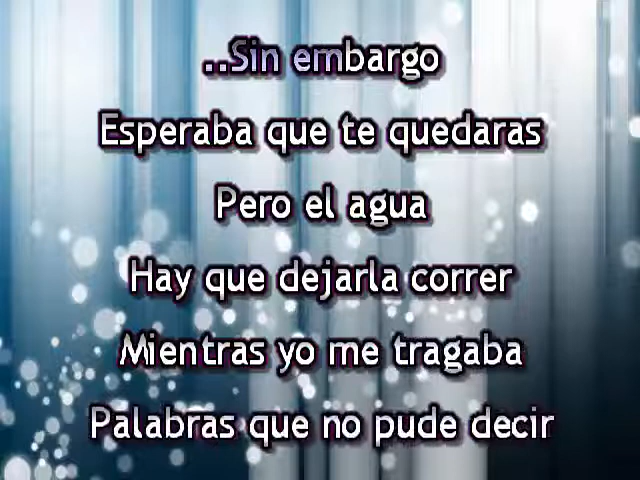 ..Sin embargo
Esperaba que te quedaras
Pero el agua
Hay que dejarla correr
Mientras yo me tragaba
Palabras que no pude decir